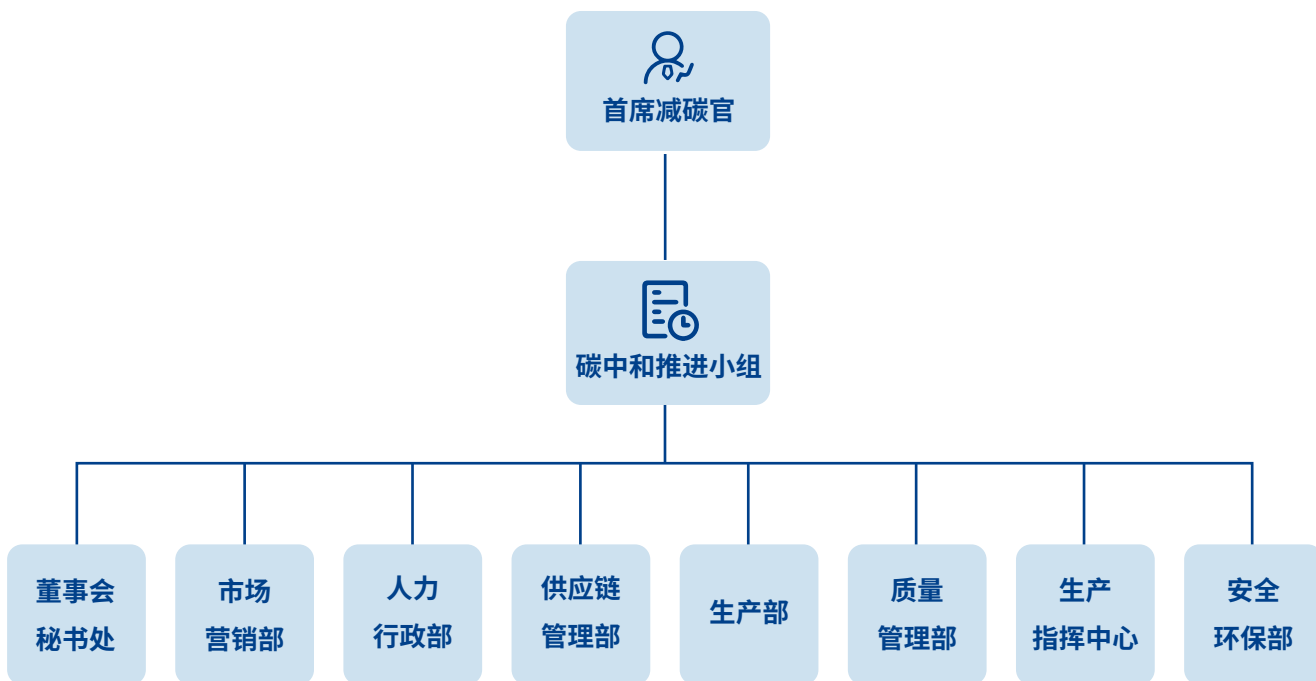 首席减碳官
碳中和推进小组
董事会
秘书处
市场
营销部
人力
行政部
供应链
管理部
生产部
质量
管理部
生产
指挥中心
安全
环保部